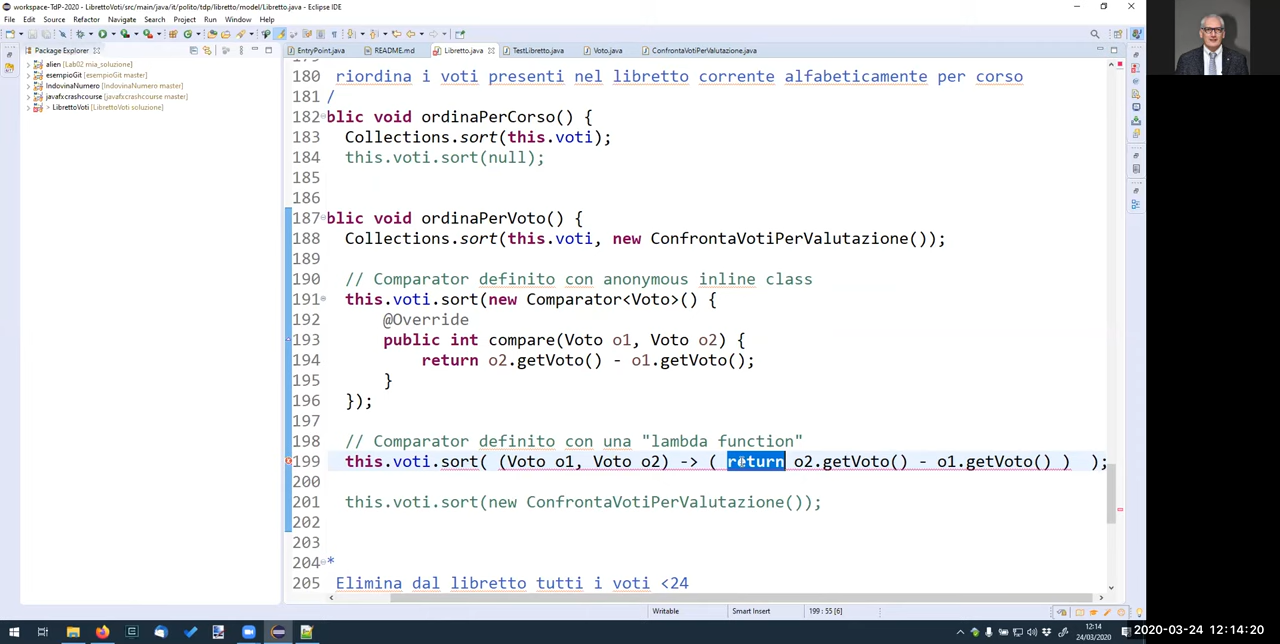 workspace-TdP-2020 - LibrettoVoti/src/main/java/it/polito/tdp/libretto/model/Libretto.java - Eclipse IDE
File Edit Source Refactor Navigate Search Project Run Window Help
Package Explorer
EntryPoint.java README.md Libretto.java TestLibretto.java Voto.java ConfrontaVotiPerValutazione.java
alien [Lab02 mia_soluzione]
esempioGit [esempioGit master]
IndovinaNumero [IndovinaNumero master]
javafxcrashcourse [javafxcrashcourse master]
> LibrettoVoti [LibrettoVoti soluzione]
180 riordina i voti presenti nel libretto corrente alfabeticamente per corso
181 /
182 blic void ordinaPerCorso() {
183 Collections.sort(this.voti);
184 this.voti.sort(null);
185
186
187 blic void ordinaPerVoto() {
188 Collections.sort(this.voti, new ConfrontaVotiPerValutazione());
189
190 // Comparator definito con anonymous inline class
191 this.voti.sort(new Comparator<Voto>() {
192 @Override
193 public int compare(Voto o1, Voto o2) {
194 return o2.getVoto() - o1.getVoto();
195 }
196 });
197
198 // Comparator definito con una "lambda function"
199 this.voti.sort( (Voto o1, Voto o2) -> ( return o2.getVoto() - o1.getVoto() ) );
200
201 this.voti.sort(new ConfrontaVotiPerValutazione());
202
203
204 *
205 Elimina dal libretto tutti i voti <24
Writable Smart Insert 199 : 55 [6]
12:14
24/03/2020
2020-03-24 12:14:20